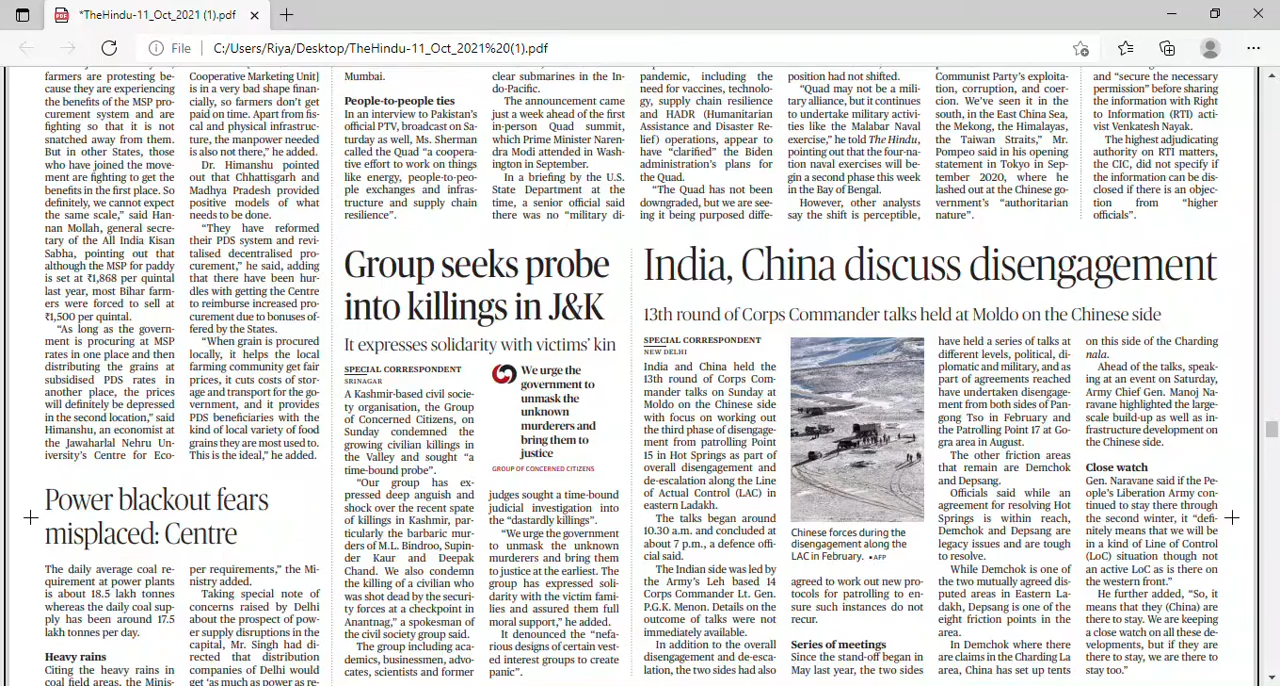 *TheHindu-11_Oct_2021 (1).pdf
File
C:/Users/Riya/Desktop/TheHindu-11_Oct_2021%20(1).pdf
farmers are protesting be-
cause they are experiencing
the benefits of the MSP pro-
curement system and are
fighting so that it is not
snatched away from them.
But in other States, those
who have joined the move-
ment are fighting to get the
benefits in the first place. So
definitely, we cannot expect
the same scale,” said Han-
nan Mollah, general secre-
tary of the All India Kisan
Sabha, pointing out that
although the MSP for paddy
is set at ₹1,868 per quintal
last year, most Bihar farm-
ers were forced to sell at
₹1,500 per quintal.
“As long as the govern-
ment is procuring at MSP
rates in one place and then
distributing the grains at
subsidised PDS rates in
another place, the prices
will definitely be depressed
in the second location,” said
Himanshu, an economist at
the Jawaharlal Nehru Un-
iversity’s Centre for Eco-
Cooperative Marketing Unit]
is in a very bad shape finan-
cially, so farmers don’t get
paid on time. Apart from fis-
cal and physical infrastruc-
ture, the manpower needed
is also not there,” he added.
Dr. Himanshu pointed
out that Chhattisgarh and
Madhya Pradesh provided
positive models of what
needs to be done.
“They have reformed
their PDS system and revi-
talised decentralised pro-
curement,” he said, adding
that there have been hur-
dles with getting the Centre
to reimburse increased pro-
curement due to bonuses of-
fered by the States.
“When grain is procured
locally, it helps the local
farming community get fair
prices, it cuts costs of stor-
age and transport for the go-
vernment, and it provides
PDS beneficiaries with the
kind of local variety of food
grains they are most used to.
This is the ideal,” he added.
Mumbai.
People-to-people ties
In an interview to Pakistan’s
official PTV, broadcast on Sa-
turday as well, Ms. Sherman
called the Quad “a cooperat-
ive effort to work on things
like energy, people-to-peo-
ple exchanges and infras-
tructure and supply chain
resilience”.
clear submarines in the In-
do-Pacific.
The announcement came
just a week ahead of the first
in-person Quad summit,
which Prime Minister Naren-
dra Modi attended in Wash-
ington in September.
In a briefing by the U.S.
State Department at the
time, a senior official said
there was no “military di-
pandemic, including the
need for vaccines, technolo-
gy, supply chain resilience
and HADR (Humanitarian
Assistance and Disaster Re-
lief) operations, appear to
have “clarified” the Biden
administration’s plans for
the Quad.
“The Quad has not been
downgraded, but we are see-
ing it being purposed diffe-
position had not shifted.
“Quad may not be a mili-
tary alliance, but it continues
to undertake military activi-
ties like the Malabar Naval
exercise,” he told The Hindu,
pointing out that the four-na-
tion naval exercises will be-
gin a second phase this week
in the Bay of Bengal.
However, other analysts
say the shift is perceptible,
Communist Party’s exploita-
tion, corruption, and coer-
cion. We’ve seen it in the
south, in the East China Sea,
the Mekong, the Himalayas,
the Taiwan Straits,” Mr.
Pompeo said in his opening
statement in Tokyo in Sep-
tember 2020, where he
lashed out at the Chinese go-
vernment’s “authoritarian
nature”.
and “secure the necessary
permission” before sharing
the information with Right
to Information (RTI) acti-
vist Venkatesh Nayak.
The highest adjudicating
authority on RTI matters,
the CIC, did not specify if
the information can be dis-
closed if there is an objec-
tion from “higher
officials”.
Power blackout fears
misplaced: Centre
The daily average coal re-
quirement at power plants
is about 18.5 lakh tonnes
whereas the daily coal sup-
ply has been around 17.5
lakh tonnes per day.
Heavy rains
Citing the heavy rains in
coal field areas, the Minis-
per requirements,” the Mi-
nistry added.
Taking special note of
concerns raised by Delhi
about the prospect of pow-
er supply disruptions in the
capital, Mr. Singh had di-
rected that distribution
companies of Delhi would
get ‘as much as power as re-
Group seeks probe
into killings in J&K
It expresses solidarity with victims’ kin
SPECIAL CORRESPONDENT
SRINAGAR
A Kashmir-based civil socie-
ty organisation, the Group
of Concerned Citizens, on
Sunday condemned the
growing civilian killings in
the Valley and sought “a
time-bound probe”.
“Our group has ex-
pressed deep anguish and
shock over the recent spate
of killings in Kashmir, par-
ticularly the barbaric mur-
ders of M.L. Bindroo, Supin-
der Kaur and Deepak
Chand. We also condemn
the killing of a civilian who
was shot dead by the securi-
ty forces at a checkpoint in
Anantnag,” a spokesman of
the civil society group said.
The group including aca-
demics, businessmen, advo-
cates, scientists and former
We urge the
government to
unmask the
unknown
murderers and
bring them to
justice
GROUP OF CONCERNED CITIZENS
judges sought a time-bound
judicial investigation into
the “dastardly killings”.
“We urge the government
to unmask the unknown
murderers and bring them
to justice at the earliest. The
group has expressed soli-
darity with the victim fami-
lies and assured them full
moral support,” he added.
It denounced the “nefa-
rious designs of certain vest-
ed interest groups to create
panic”.
India, China discuss disengagement
13th round of Corps Commander talks held at Moldo on the Chinese side
SPECIAL CORRESPONDENT
NEW DELHI
India and China held the
13th round of Corps Com-
mander talks on Sunday at
Moldo on the Chinese side
with focus on working out
the third phase of disengage-
ment from patrolling Point
15 in Hot Springs as part of
overall disengagement and
de-escalation along the Line
of Actual Control (LAC) in
eastern Ladakh.
The talks began around
10.30 a.m. and concluded at
about 7 p.m., a defence offi-
cial said.
The Indian side was led by
the Army’s Leh based 14
Corps Commander Lt. Gen.
P.G.K. Menon. Details on the
outcome of talks were not
immediately available.
In addition to the overall
disengagement and de-esca-
lation, the two sides had also
Chinese forces during the
disengagement along the
LAC in February. ▪AFP
agreed to work out new pro-
tocols for patrolling to en-
sure such instances do not
recur.
Series of meetings
Since the stand-off began in
May last year, the two sides
have held a series of talks at
different levels, political, di-
plomatic and military, and as
part of agreements reached
have undertaken disengage-
ment from both sides of Pan-
gong Tso in February and
the Patrolling Point 17 at Go-
gra area in August.
The other friction areas
that remain are Demchok
and Depsang.
Officials said while an
agreement for resolving Hot
Springs is within reach,
Demchok and Depsang are
legacy issues and are tough
to resolve.
While Demchok is one of
the two mutually agreed dis-
puted areas in Eastern La-
dakh, Depsang is one of the
eight friction points in the
area.
In Demchok where there
are claims in the Charding La
area, China has set up tents
on this side of the Charding
nala.
Ahead of the talks, speak-
ing at an event on Saturday,
Army Chief Gen. Manoj Na-
ravane highlighted the large-
scale build-up as well as in-
frastructure development on
the Chinese side.
Close watch
Gen. Naravane said if the Pe-
ople’s Liberation Army con-
tinued to stay there through
the second winter, it “defi-
nitely means that we will be
in a kind of Line of Control
(LoC) situation though not
an active LoC as is there on
the western front.”
He further added, “So, it
means that they (China) are
there to stay. We are keeping
a close watch on all these de-
velopments, but if they are
there to stay, we are there to
stay too.”